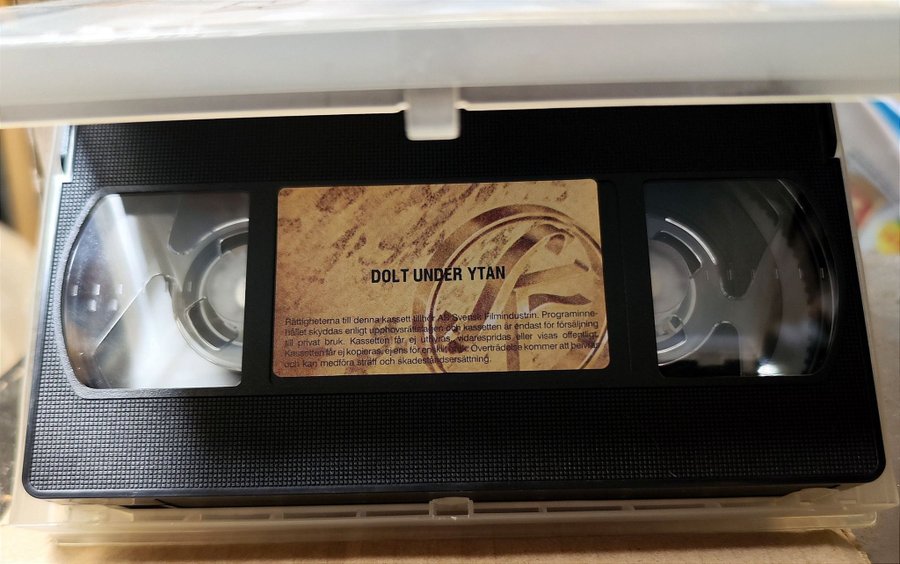 DOLT UNDER YTAN
Rättigheterna till denna kassett tillhör AB Svensk Filmindustri. Programinne-
hållet skyddas enligt upphovsrättslagen och kassetten är endast för försäljning
till privat bruk. Kassetten får ej uthyras, vidarespridas eller visas offentligt.
Kassetten får ej kopieras, ej ens för enskilt bruk. Överträdelse kommer att beivras
och kan medföra straff och skadeståndsersättning.